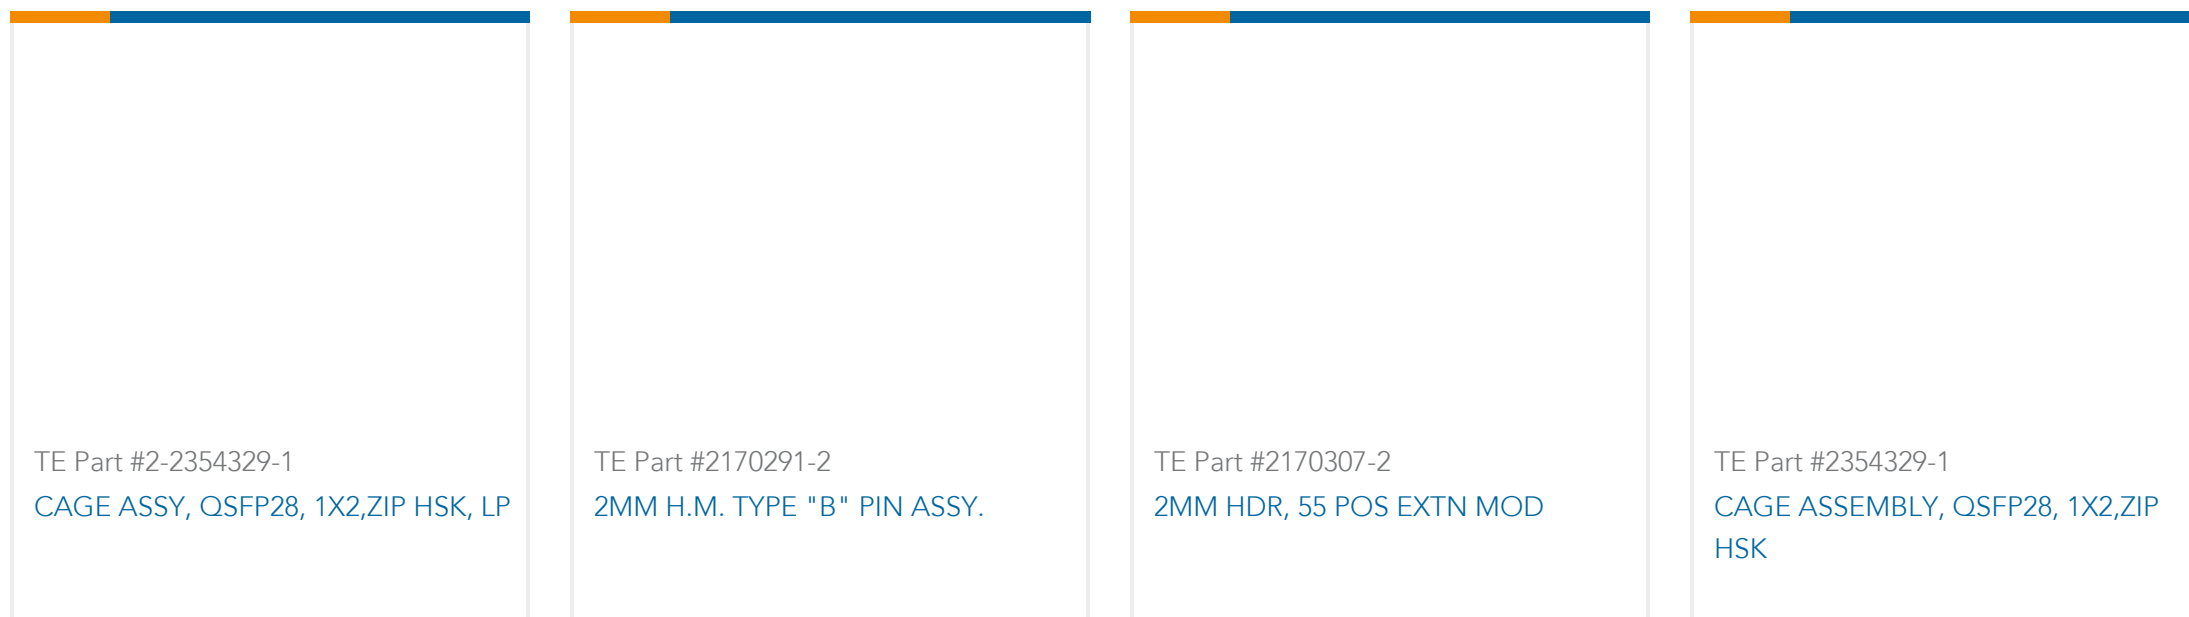 TE Part #2-2354329-1
CAGE ASSY, QSFP28, 1X2,ZIP HSK, LP
TE Part #2170291-2
2MM H.M. TYPE "B" PIN ASSY.
TE Part #2170307-2
2MM HDR, 55 POS EXTN MOD
TE Part #2354329-1
CAGE ASSEMBLY, QSFP28, 1X2,ZIP
HSK